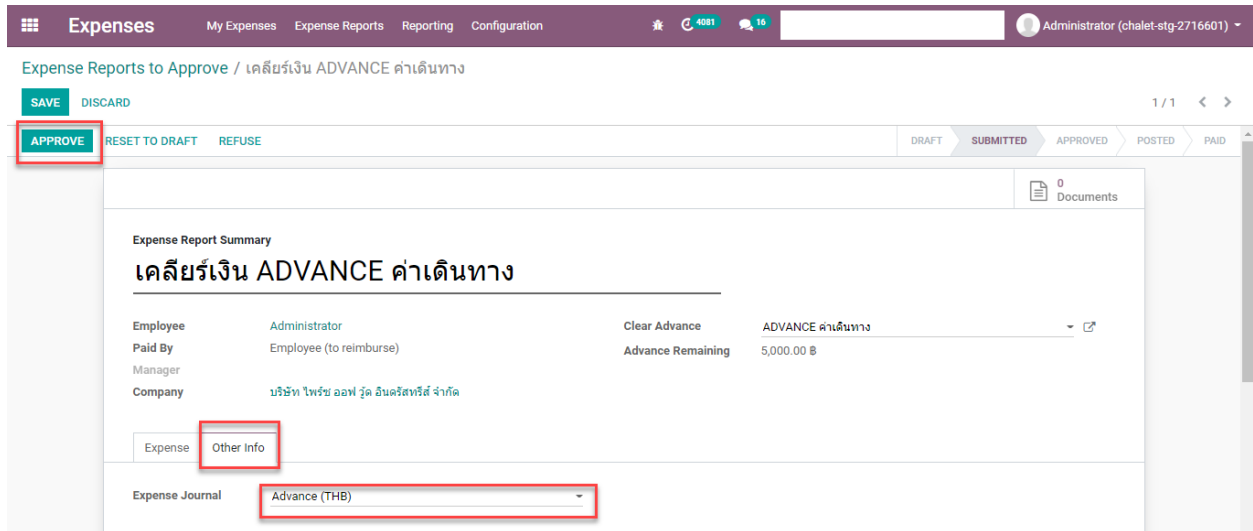 Expenses My Expenses Expense Reports Reporting Configuration 4081 16 Administrator (chalet-stg-2716601)
Expense Reports to Approve / เคลียร์เงิน ADVANCE ค่าเดินทาง
SAVE DISCARD 1 / 1
APPROVE RESET TO DRAFT REFUSE DRAFT SUBMITTED APPROVED POSTED PAID
0
Documents
Expense Report Summary
เคลียร์เงิน ADVANCE ค่าเดินทาง
Employee Administrator Clear Advance ADVANCE ค่าเดินทาง
Paid By Employee (to reimburse) Advance Remaining 5,000.00 ฿
Manager
Company บริษัท ไพร์ซ ออฟ วู้ด อินดรัสทรีส์ จำกัด
Expense Other Info
Expense Journal Advance (THB)